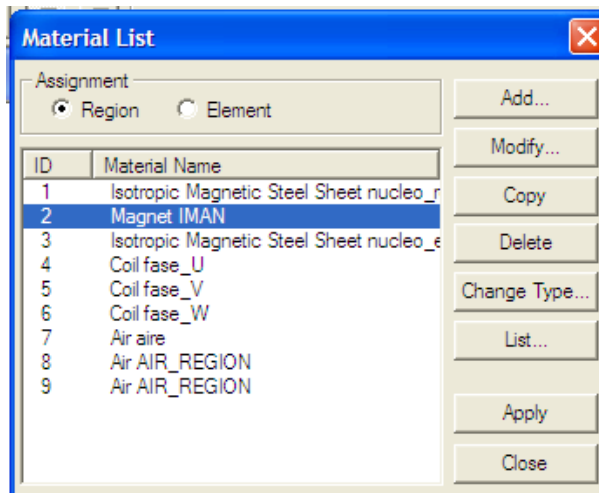 Material List
Assignment
Region Element
Add...
Modify...
Copy
Delete
Change Type...
List...
Apply
Close
ID Material Name
1 Isotropic Magnetic Steel Sheet nucleo_
2 Magnet IMAN
3 Isotropic Magnetic Steel Sheet nucleo_e
4 Coil fase_U
5 Coil fase_V
6 Coil fase_W
7 Air aire
8 Air AIR_REGION
9 Air AIR_REGION